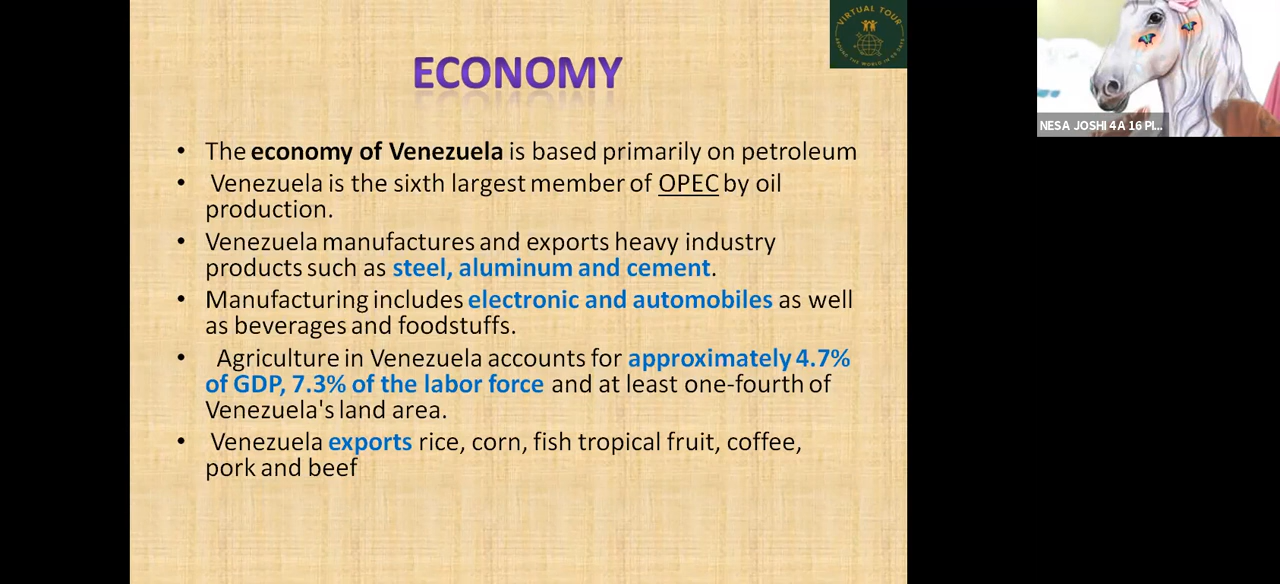 VIRTUAL TOUR
ECONOMY
• The economy of Venezuela is based primarily on petroleum
• Venezuela is the sixth largest member of OPEC by oil
production.
• Venezuela manufactures and exports heavy industry
products such as steel, aluminum and cement.
• Manufacturing includes electronic and automobiles as well
as beverages and foodstuffs.
• Agriculture in Venezuela accounts for approximately 4.7%
of GDP, 7.3% of the labor force and at least one-fourth of
Venezuela's land area.
• Venezuela exports rice, corn, fish tropical fruit, coffee,
pork and beef
NESA JOSHI 4A 16 Pl...